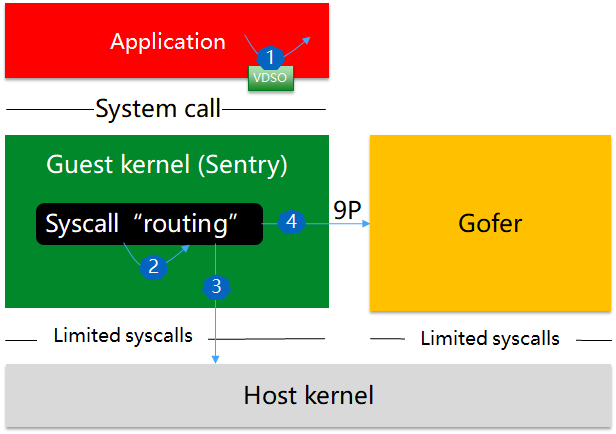 Application
1
VDSO
System call
Guest kernel (Sentry)
Syscall “routing”
4
9P
Gofer
2
3
Limited syscalls
Limited syscalls
Host kernel